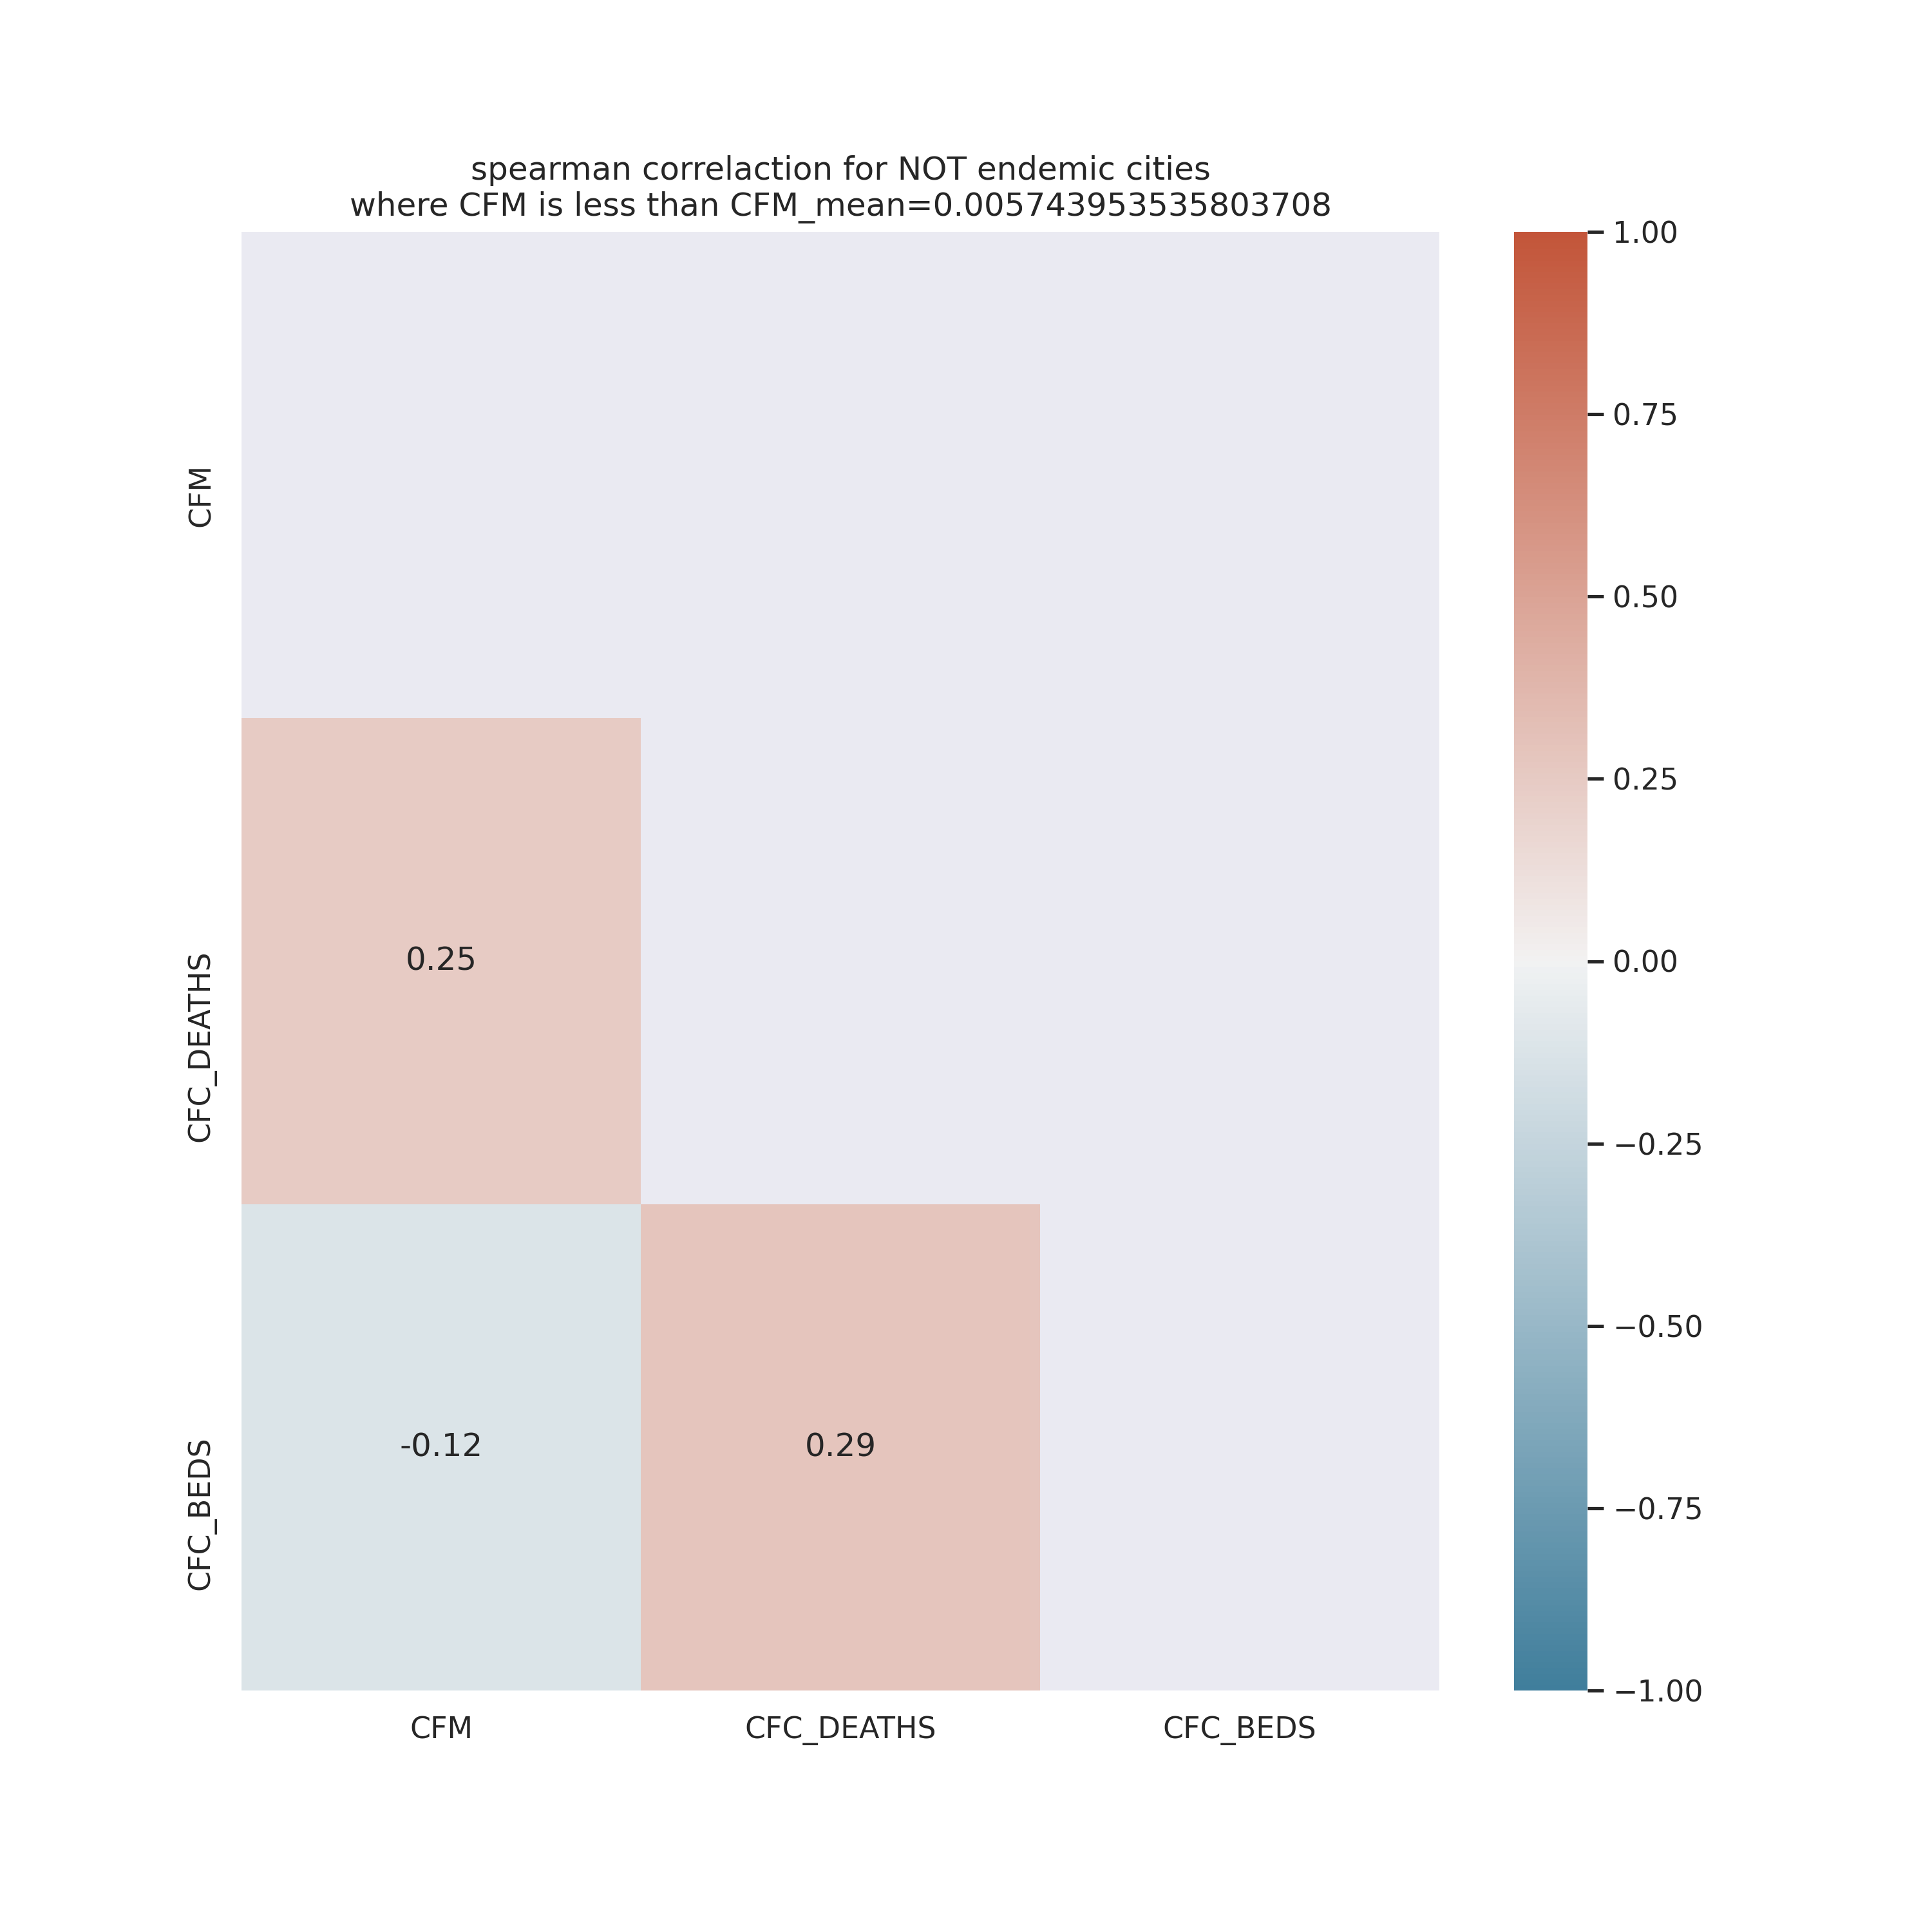 spearman correlaction for NOT endemic cities
where CFM is less than CFM_mean=0.005743953535803708
CFM
CFC_DEATHS
CFC_BEDS
0.25
-0.12
0.29
CFM
CFC_DEATHS
CFC_BEDS
1.00
0.75
0.50
0.25
0.00
−0.25
−0.50
−0.75
−1.00